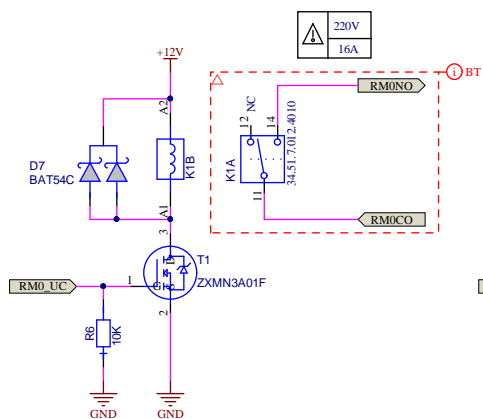 220V
16A
+12V
BT
RM0NO
A2
12
NC
14
34.51.7.012.4010
D7
BAT54C
K1B
K1A
11
A1
RM0CO
3
D
T1
ZXMN3A01F
RM0_UC
1
G
S
2
R6
10K
GND
GND